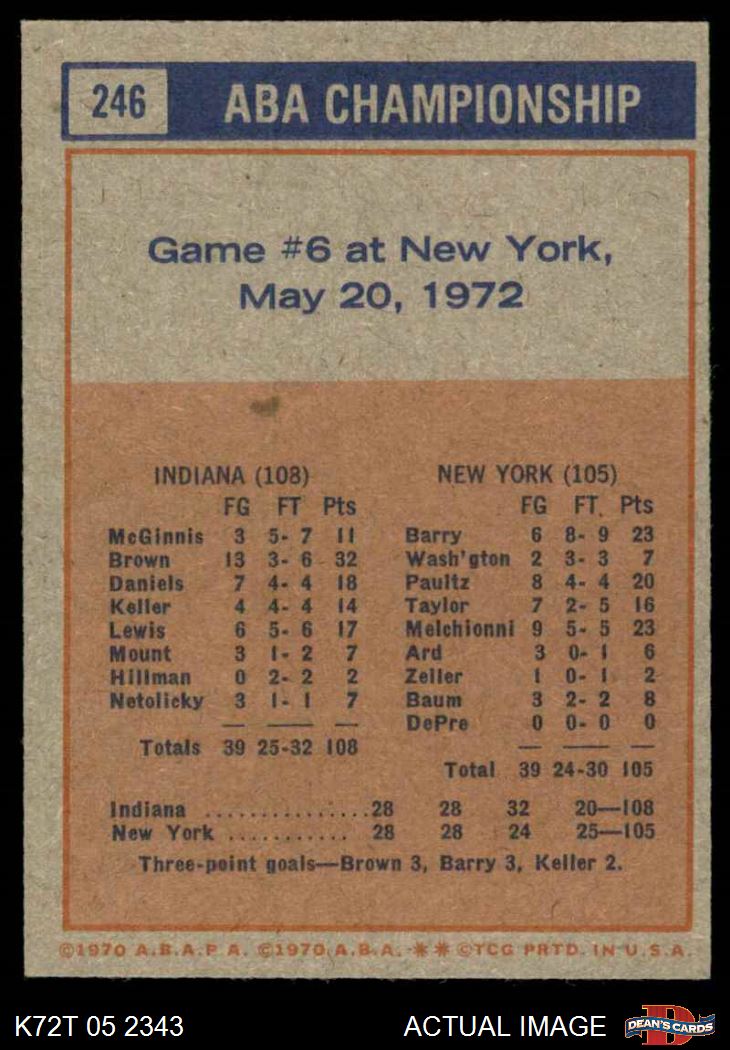 246 ABA CHAMPIONSHIP
Game #6 at New York,
May 20, 1972
INDIANA (108)
FG FT Pts
McGinnis 3 5- 7 11
Brown 13 3- 6 32
Daniels 7 4- 4 18
Keller 4 4- 4 14
Lewis 6 5- 6 17
Mount 3 1- 2 7
Hillman 0 2- 2 2
Netolicky 3 1- 1 7
Totals 39 25-32 108
NEW YORK (105)
FG FT. Pts
Barry 6 8- 9 23
Wash'gton 2 3- 3 7
Paultz 8 4- 4 20
Taylor 7 2- 5 16
Melchionni 9 5- 5 23
Ard 3 0- 1 6
Zeller 1 0- 1 2
Baum 3 2- 2 8
DePre 0 0- 0 0
Total 39 24-30 105
Indiana ................28 28 32 20—108
New York ............28 28 24 25—105
Three-point goals—Brown 3, Barry 3, Keller 2.
©1970 A.B.A.P.A. ©1970 A.B.A. ** ©TCG PRTD. IN U.S.A.
K72T 05 2343 ACTUAL IMAGE DEAN'S CARDS